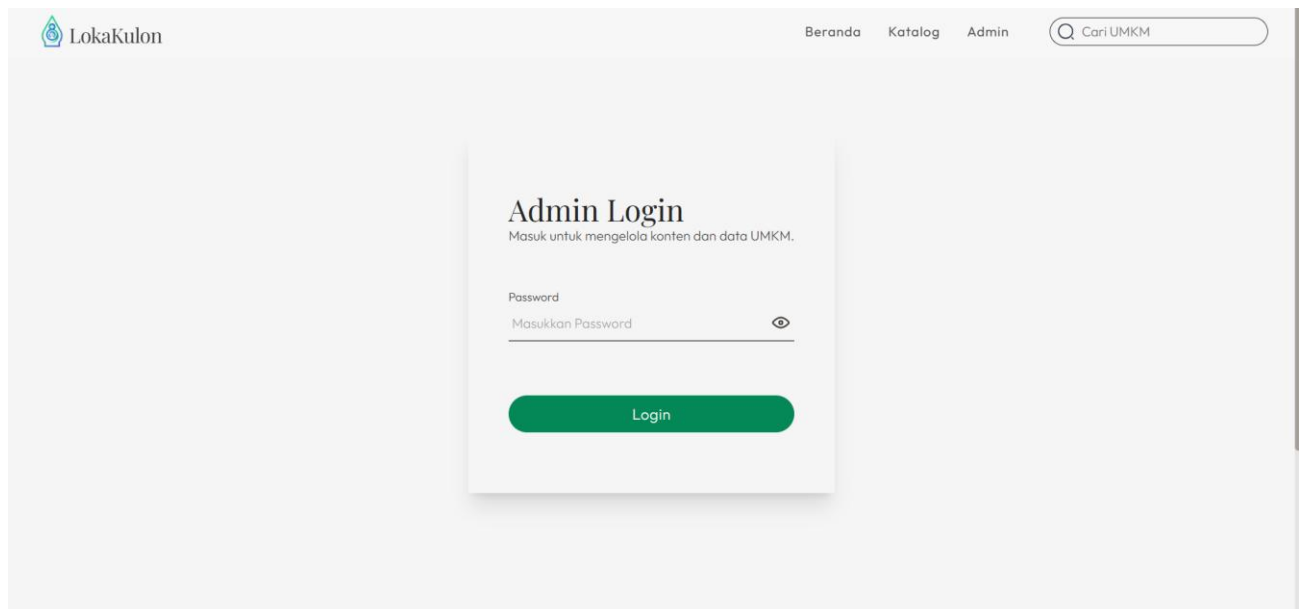 LokaKulon
Beranda Katalog Admin Cari UMKM
Admin Login
Masuk untuk mengelola konten dan data UMKM.
Password
Masukkan Password
Login